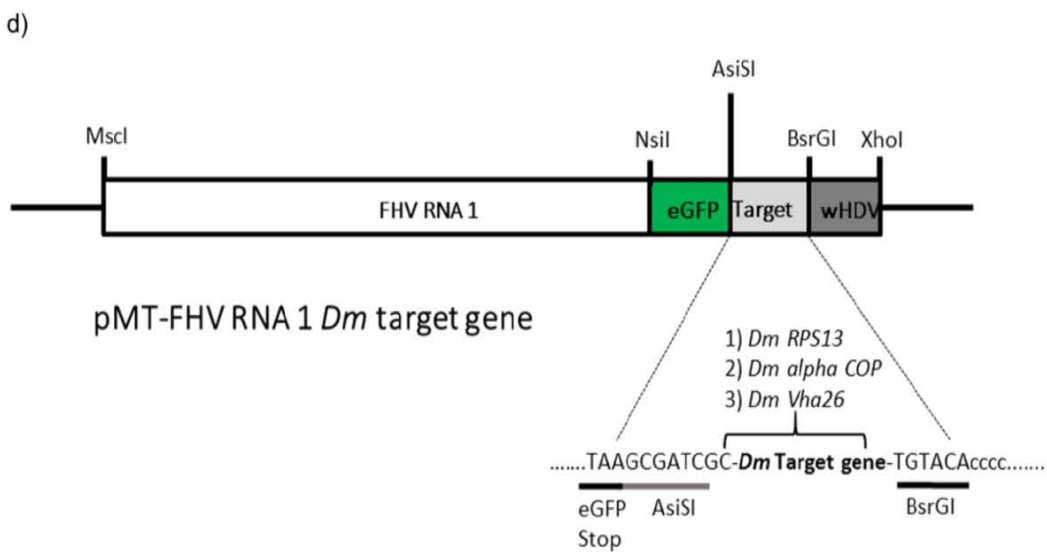 d)
AsiSI
MscI
NsiI
BsrGI
XhoI
FHV RNA 1
eGFP
Target
wHDV
pMT-FHV RNA 1 Dm target gene
1) Dm RPS13
2) Dm alpha COP
3) Dm Vha26
.......TAAGCGATCGC-Dm Target gene-TGTACAcccc.......
eGFP
Stop
AsiSI
BsrGI